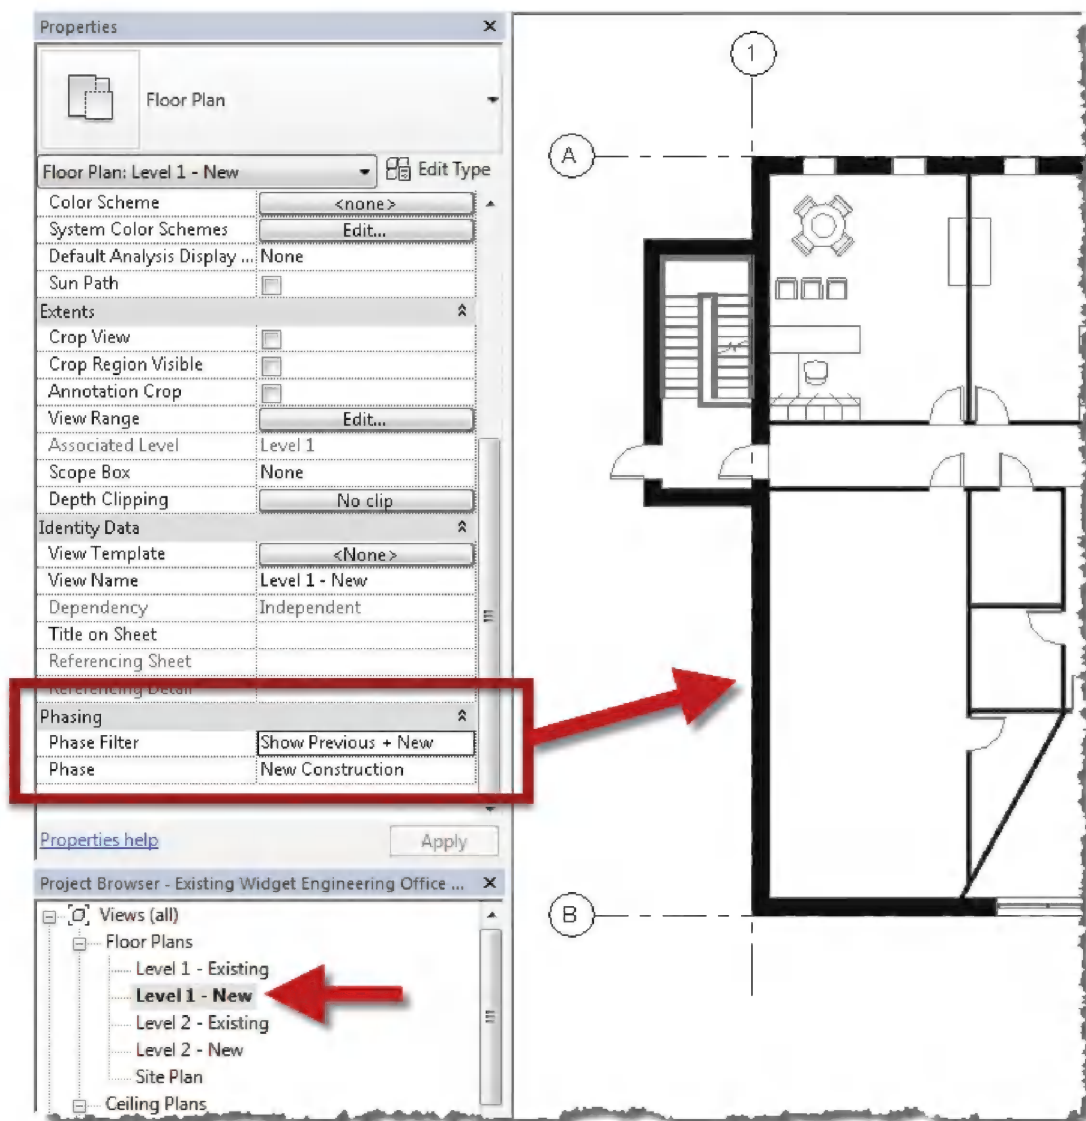 Properties
Floor Plan
Floor Plan: Level 1 - New Edit Type
Color Scheme <none>
System Color Schemes Edit...
Default Analysis Display ... None
Sun Path
Extents
Crop View
Crop Region Visible
Annotation Crop
View Range Edit...
Associated Level Level 1
Scope Box None
Depth Clipping No clip
Identity Data
View Template <None>
View Name Level 1 - New
Dependency Independent
Title on Sheet
Referencing Sheet
Referencing Detail
Phasing
Phase Filter Show Previous + New
Phase New Construction
Properties help Apply
Project Browser - Existing Widget Engineering Office ...
Views (all)
Floor Plans
Level 1 - Existing
Level 1 - New
Level 2 - Existing
Level 2 - New
Site Plan
Ceiling Plans
1
A
B